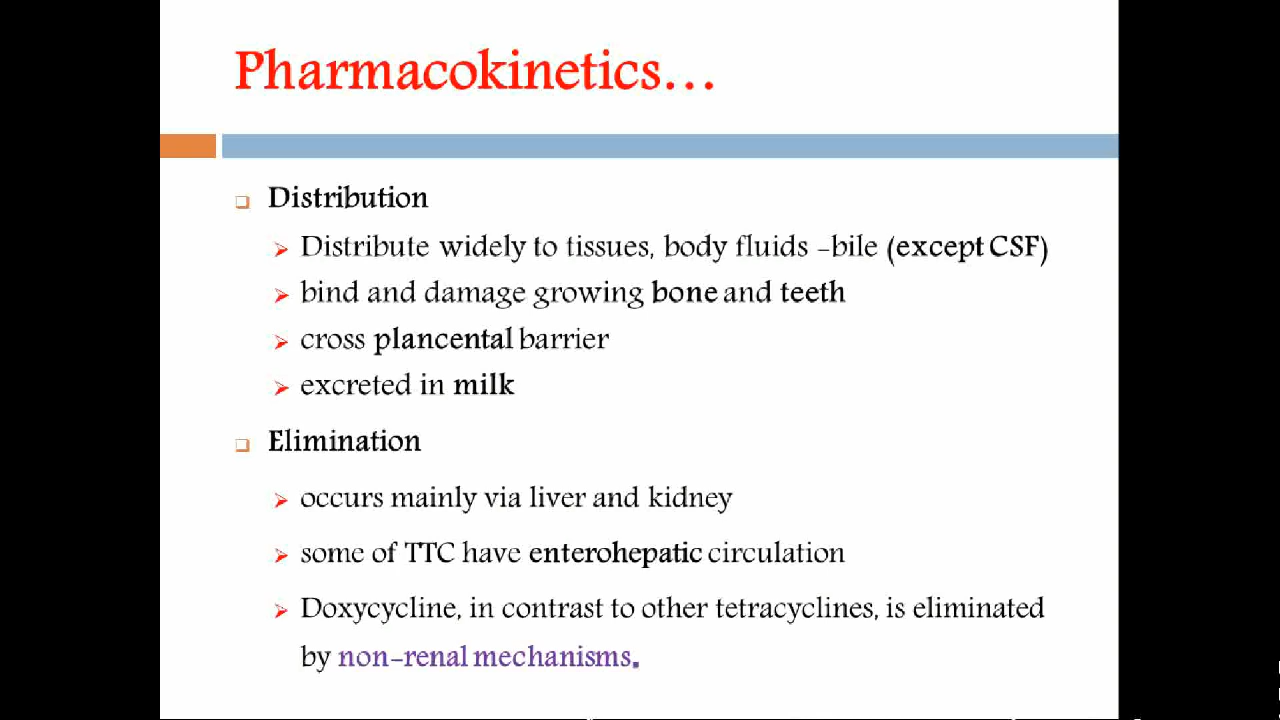 Pharmacokinetics...
Distribution
Distribute widely to tissues, body fluids -bile (except CSF)
bind and damage growing bone and teeth
cross plancental barrier
excreted in milk
Elimination
occurs mainly via liver and kidney
some of TTC have enterohepatic circulation
Doxycycline, in contrast to other tetracyclines, is eliminated
by non-renal mechanisms.